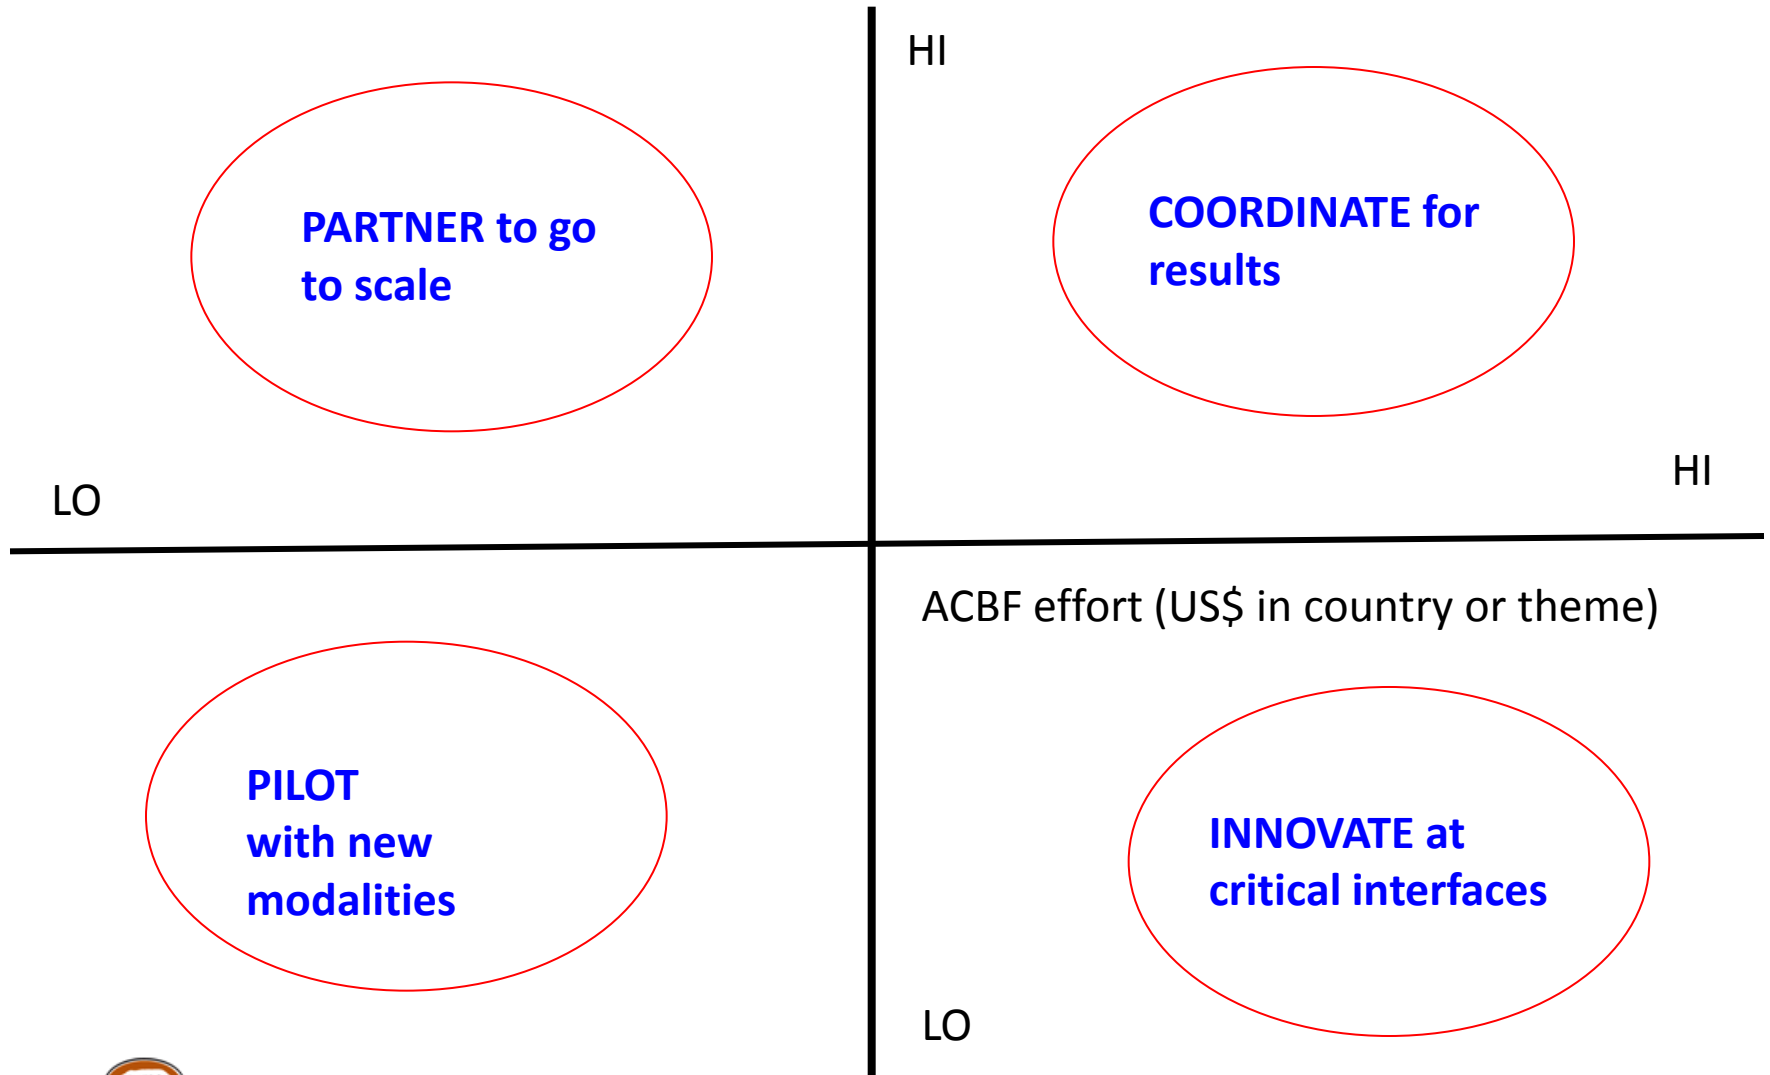 HI
PARTNER to go
to scale
COORDINATE for
results
LO
HI
ACBF effort (US$ in country or theme)
PILOT
with new
modalities
INNOVATE at
critical interfaces
LO